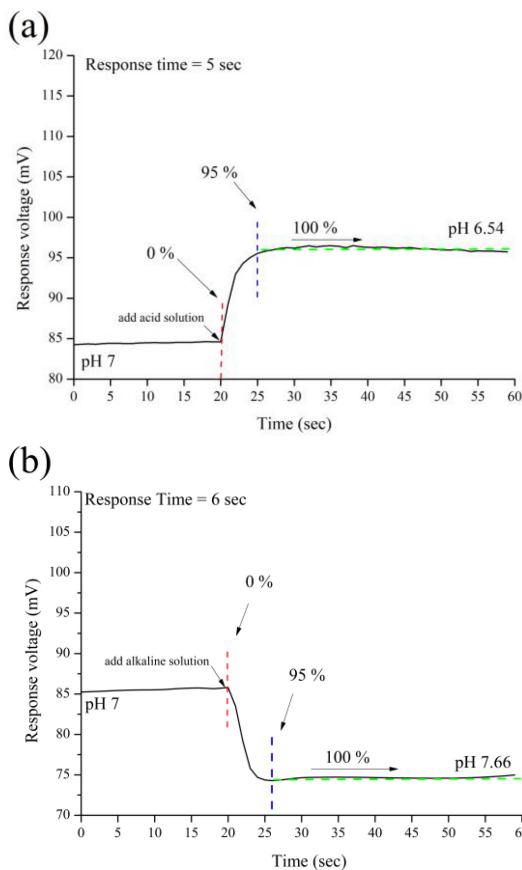 (a)
Response time = 5 sec
120
115
110
105
100
95
90
85
80
Response voltage (mV)
95 %
0 %
100 %
pH 6.54
add acid solution
pH 7
0 5 10 15 20 25 30 35 40 45 50 55 60
Time (sec)
(b)
Response Time = 6 sec
110
105
100
95
90
85
80
75
70
Response voltage (mV)
0 %
add alkaline solution
95 %
pH 7
100 %
pH 7.66
0 5 10 15 20 25 30 35 40 45 50 55 60
Time (sec)